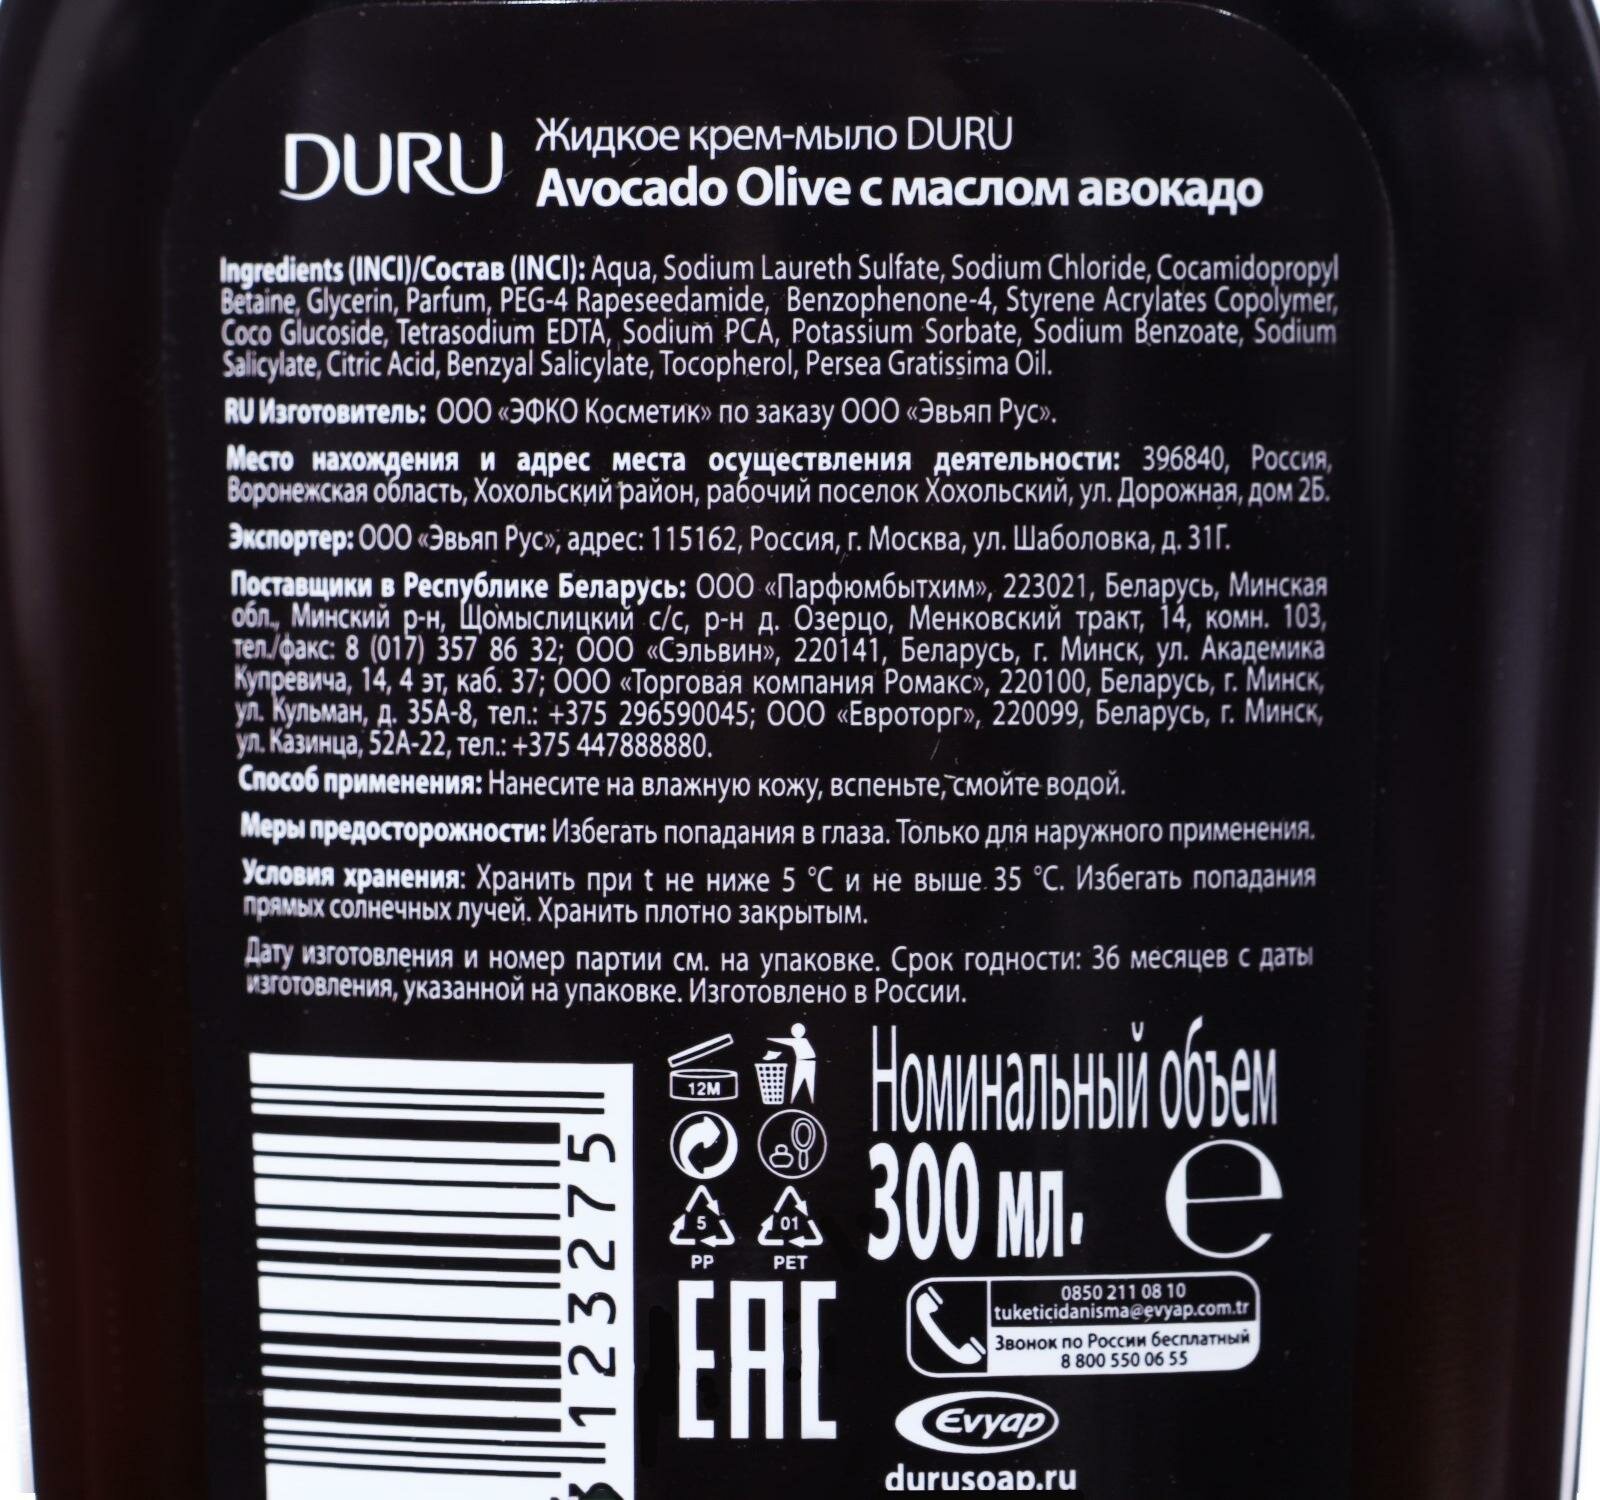 DURU
Жидкое крем-мыло DURU
Avocado Olive с маслом авокадо
Ingredients (INCI)/Состав (INCI): Aqua, Sodium Laureth Sulfate, Sodium Chloride, Cocamidopropyl
Betaine, Glycerin, Parfum, PEG-4 Rapeseedamide, Benzophenone-4, Styrene Acrylates Copolymer,
Coco Glucoside, Tetrasodium EDTA, Sodium PCA, Potassium Sorbate, Sodium Benzoate, Sodium
Salicylate, Citric Acid, Benzyal Salicylate, Tocopherol, Persea Gratissima Oil.
RU Изготовитель: ООО «ЭФКО Косметик» по заказу ООО «Эвьяп Рус».
Место нахождения и адрес места осуществления деятельности: 396840, Россия,
Воронежская область, Хохольский район, рабочий поселок Хохольский, ул. Дорожная, дом 2Б.
Экспортер: ООО «Эвьяп Рус», адрес: 115162, Россия, г. Москва, ул. Шаболовка, д. 31Г.
Поставщики в Республике Беларусь: ООО «Парфюмбытхим», 223021, Беларусь, Минская
обл., Минский р-н, Щомыслицкий с/с, р-н д. Озерцо, Менковский тракт, 14, комн. 103,
тел./факс: 8 (017) 357 86 32; ООО «Сэльвин», 220141, Беларусь, г. Минск, ул. Академика
Купревича, 14, 4 эт, каб. 37; ООО «Торговая компания Ромакс», 220100, Беларусь, г. Минск,
ул. Кульман, д. 35А-8, тел.: +375 296590045; ООО «Евроторг», 220099, Беларусь, г. Минск,
ул. Казинца, 52А-22, тел.: +375 447888880.
Способ применения: Нанесите на влажную кожу, вспеньте, смойте водой.
Меры предосторожности: Избегать попадания в глаза. Только для наружного применения.
Условия хранения: Хранить при t не ниже 5 °С и не выше 35 °С. Избегать попадания
прямых солнечных лучей. Хранить плотно закрытым.
Дату изготовления и номер партии см. на упаковке. Срок годности: 36 месяцев с даты
изготовления, указанной на упаковке. Изготовлено в России.
123275
12M
5
PP
01
PET
EAC
Номинальный объем
300 мл.
e
0850 211 08 10
tuketicidanisma@evyap.com.tr
Звонок по России бесплатный
8 800 550 06 55
Evyap
durusoap.ru